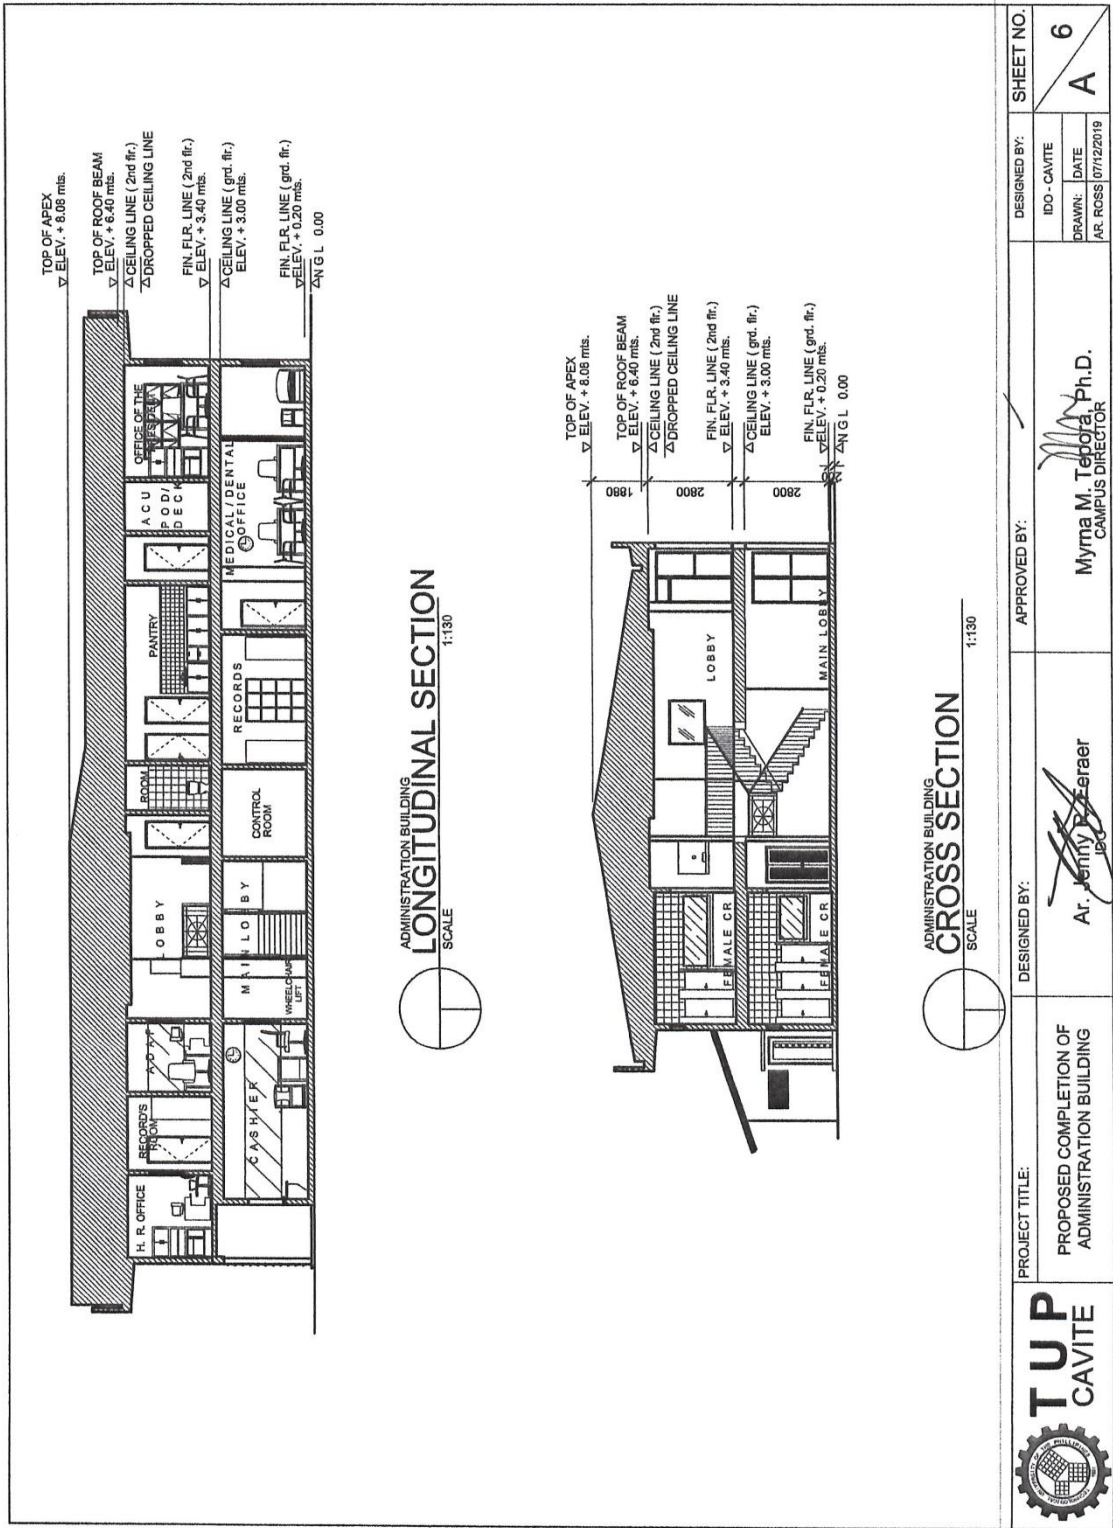 TOP OF APEX
ELEV. + 8.08 mts.
TOP OF ROOF BEAM
ELEV. + 6.40 mts.
CEILING LINE ( 2nd flr.)
DROPPED CEILING LINE
FIN. FLR. LINE ( 2nd flr.)
ELEV. + 3.40 mts.
CEILING LINE ( grd. flr.)
ELEV. + 3.00 mts.
FIN. FLR. LINE ( grd. flr.)
ELEV. + 0.20 mts.
N G L 0.00
H. R. OFFICE
RECORD'S
ROOM
LOBBY
ROOM
PANTRY
A C U
POD/
DECK
OFFICE OF THE
CASHIER
WHEELCHAIR
LIFT
MAIN LOBBY
CONTROL
ROOM
RECORDS
MEDICAL / DENTAL
OFFICE
ADMINISTRATION BUILDING
LONGITUDINAL SECTION
SCALE 1:130
TOP OF APEX
ELEV. + 8.08 mts.
TOP OF ROOF BEAM
ELEV. + 6.40 mts.
CEILING LINE ( 2nd flr.)
DROPPED CEILING LINE
FIN. FLR. LINE ( 2nd flr.)
ELEV. + 3.40 mts.
CEILING LINE ( grd. flr.)
ELEV. + 3.00 mts.
FIN. FLR. LINE ( grd. flr.)
ELEV. + 0.20 mts.
N G L 0.00
1880
2800
2800
FEMALE CR
LOBBY
FEMALE CR
MAIN LOBBY
ADMINISTRATION BUILDING
CROSS SECTION
SCALE 1:130
T U P
CAVITE
PROJECT TITLE:
PROPOSED COMPLETION OF
ADMINISTRATION BUILDING
DESIGNED BY:
Ar. Jenny Feraer
IDO
APPROVED BY:
Myrna M. Tepora, Ph.D.
CAMPUS DIRECTOR
DESIGNED BY:
IDO - CAVITE
DRAWN:
AR. ROSS
DATE
07/12/2019
SHEET NO.
A 6